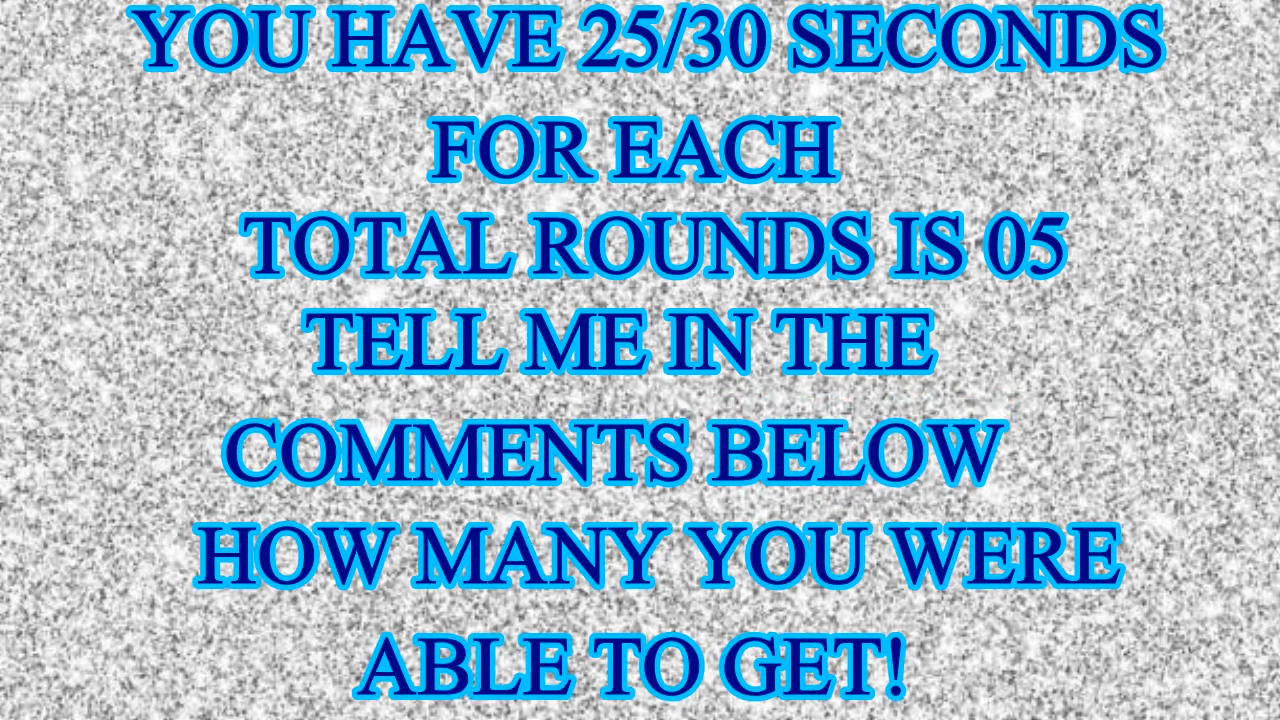 YOU HAVE 25/30 SECONDS
FOR EACH
TOTAL ROUNDS IS 05
TELL ME IN THE
COMMENTS BELOW
HOW MANY YOU WERE
ABLE TO GET!